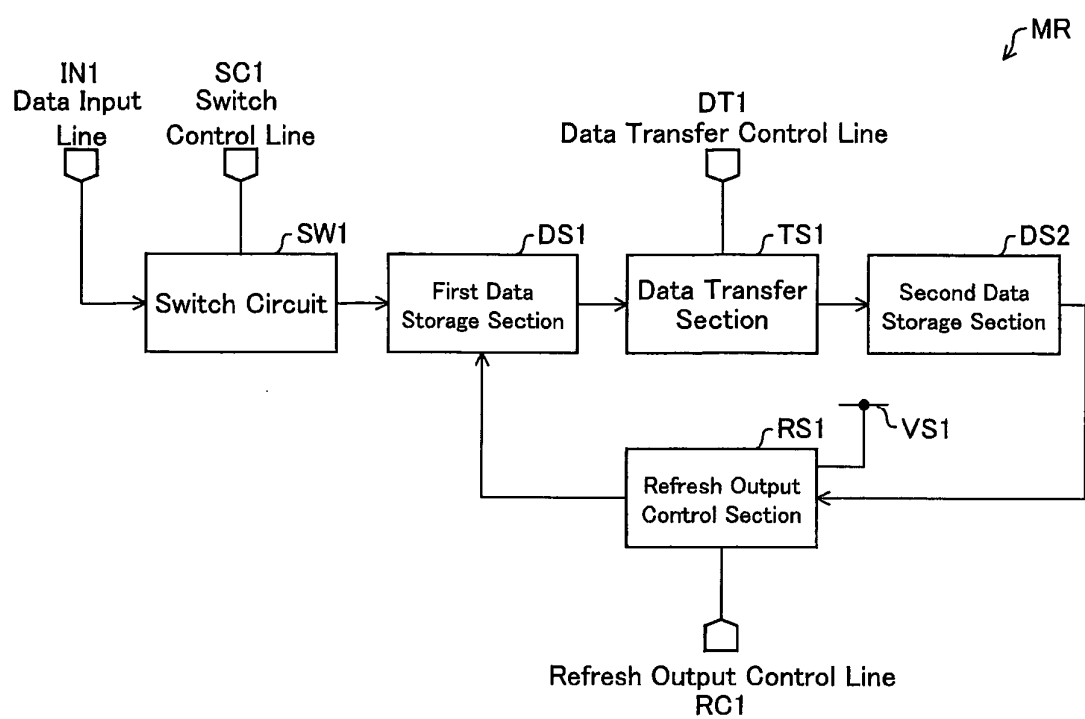 MR
IN1
Data Input
Line
SC1
Switch
Control Line
DT1
Data Transfer Control Line
SW1
DS1
TS1
DS2
Switch Circuit
First Data
Storage Section
Data Transfer
Section
Second Data
Storage Section
RS1
VS1
Refresh Output
Control Section
Refresh Output Control Line
RC1